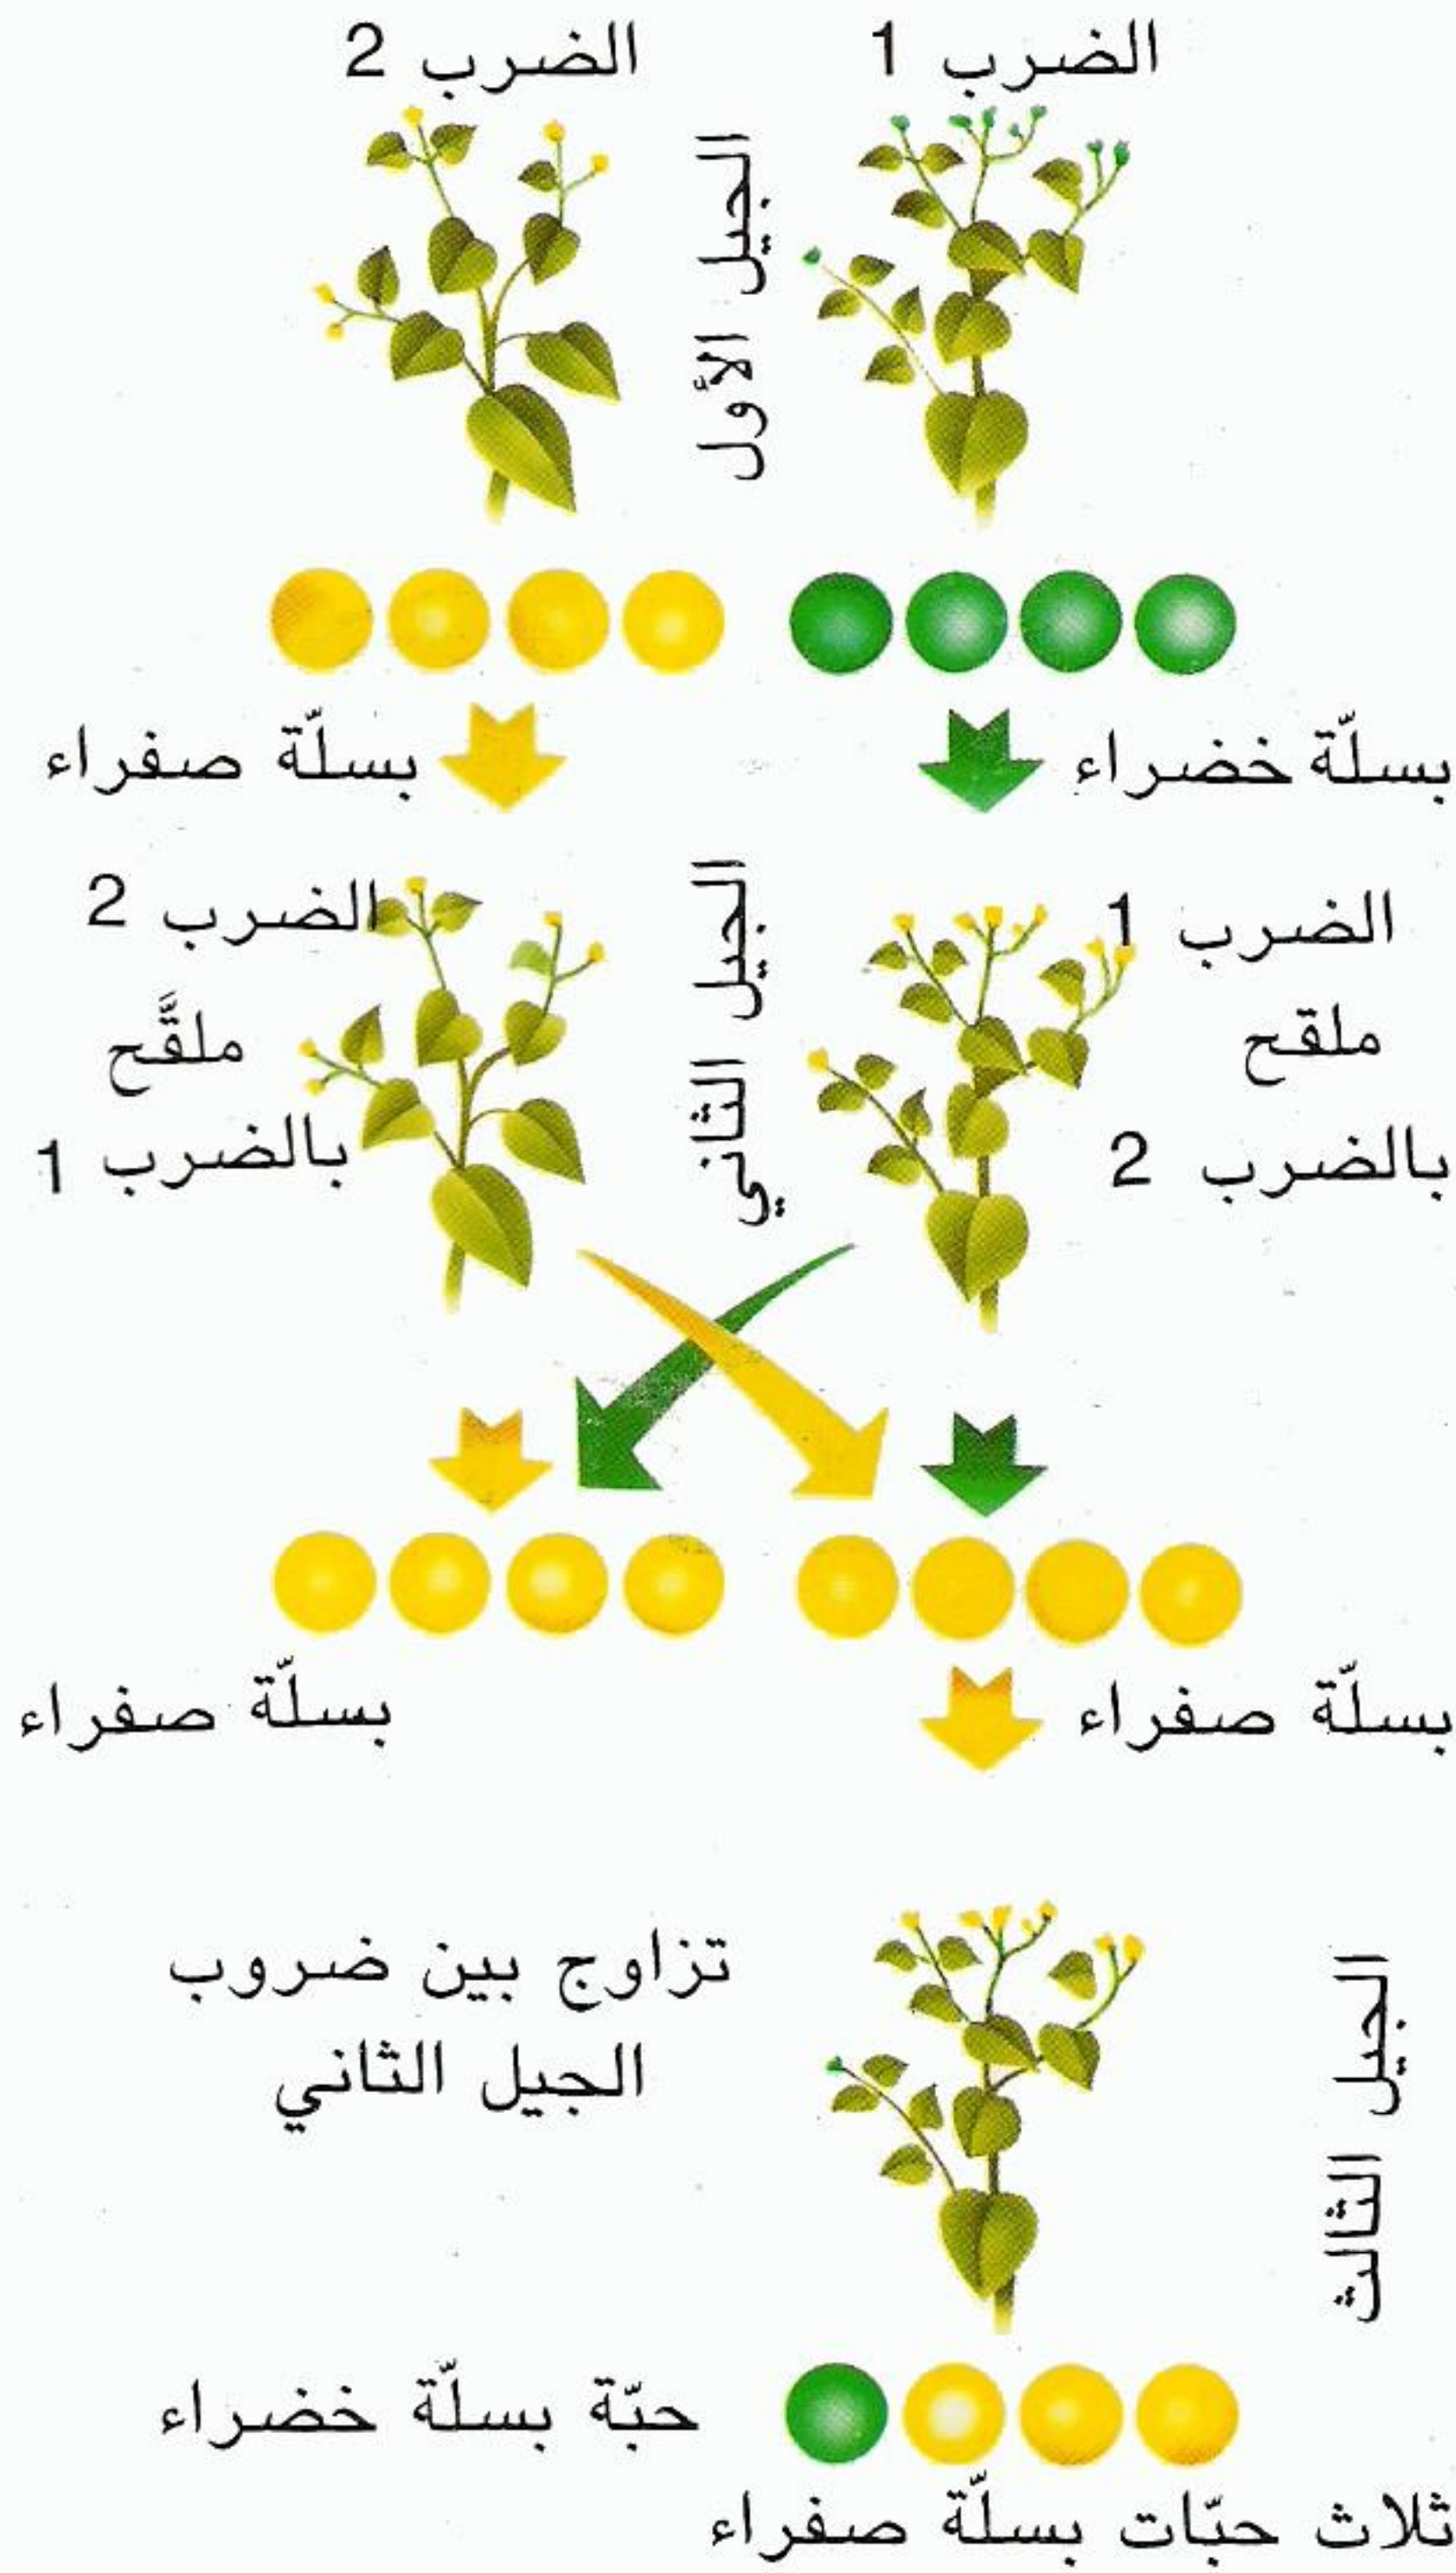 الضرب 1
الضرب 2
الجيل الأول
بسلّة خضراء
بسلّة صفراء
الضرب 1
ملقح
بالضرب 2
الجيل الثاني
الضرب 2
ملقَّح
بالضرب 1
بسلّة صفراء
بسلّة صفراء
الجيل الثالث
تزاوج بين ضروب
الجيل الثاني
حبّة بسلّة خضراء
ثلاث حبّات بسلّة صفراء